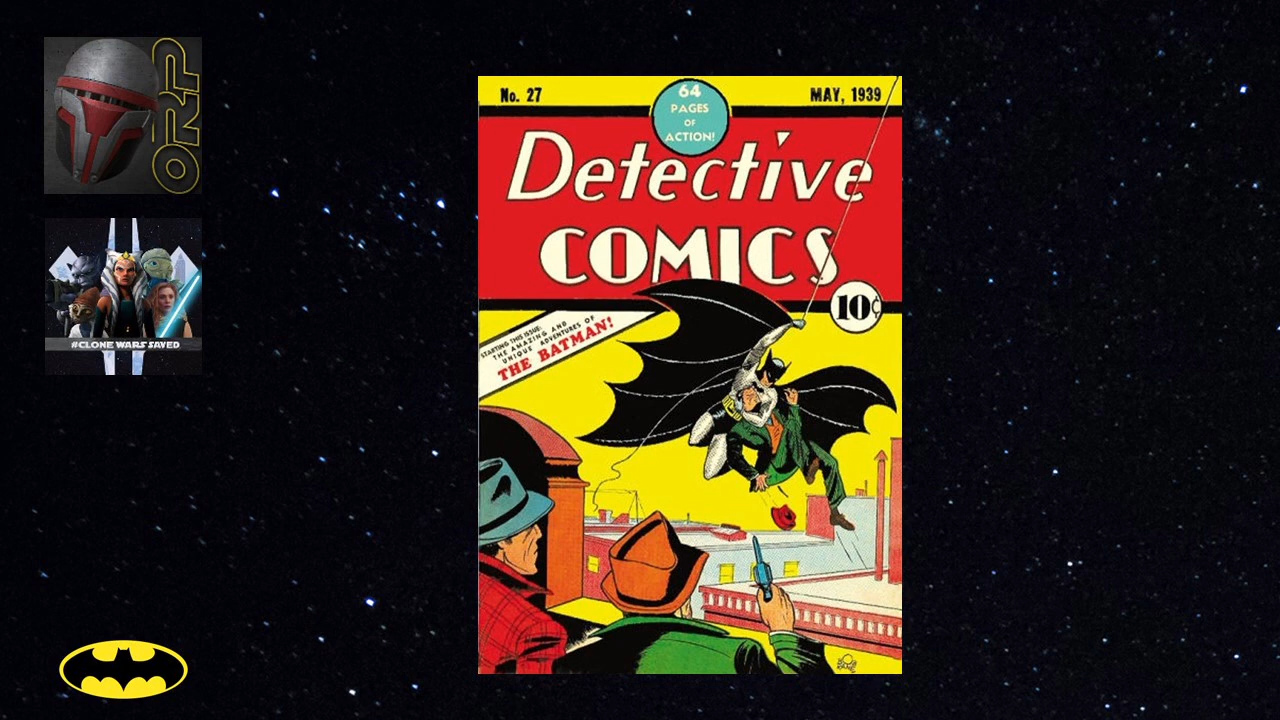 ORP
#CLONE WARS SAVED
No. 27
64
PAGES
OF
ACTION!
MAY, 1939
Detective
COMICS
10¢
STARTING THIS ISSUE:
THE AMAZING AND
UNIQUE ADVENTURES OF
THE BATMAN!